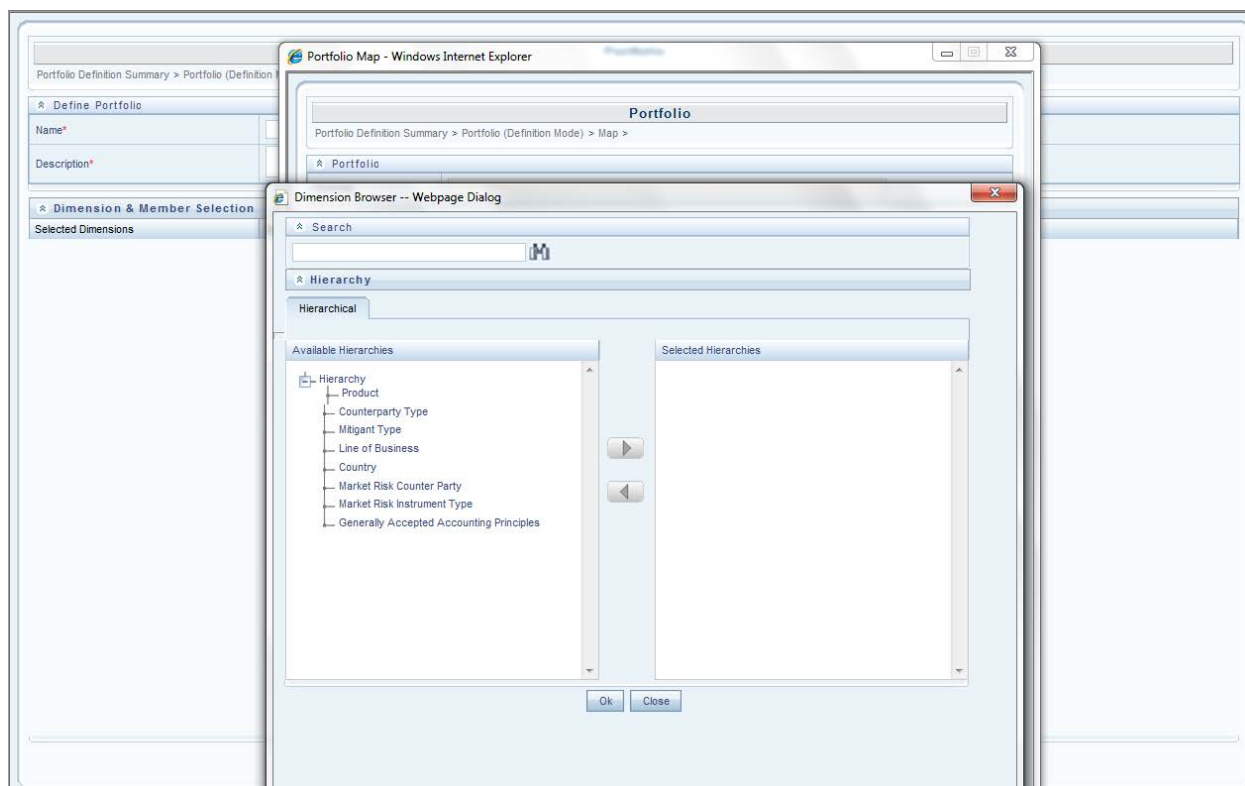 Portfolio Definition Summary > Portfolio (Definition
Define Portfolio
Name*
Description*
Dimension & Member Selection
Selected Dimensions
Portfolio Map - Windows Internet Explorer
Portfolio
Portfolio Definition Summary > Portfolio (Definition Mode) > Map >
Portfolio
Dimension Browser -- Webpage Dialog
Search
Hierarchy
Hierarchical
Available Hierarchies
Selected Hierarchies
Hierarchy
Product
Counterparty Type
Mitigant Type
Line of Business
Country
Market Risk Counter Party
Market Risk Instrument Type
Generally Accepted Accounting Principles
Ok
Close